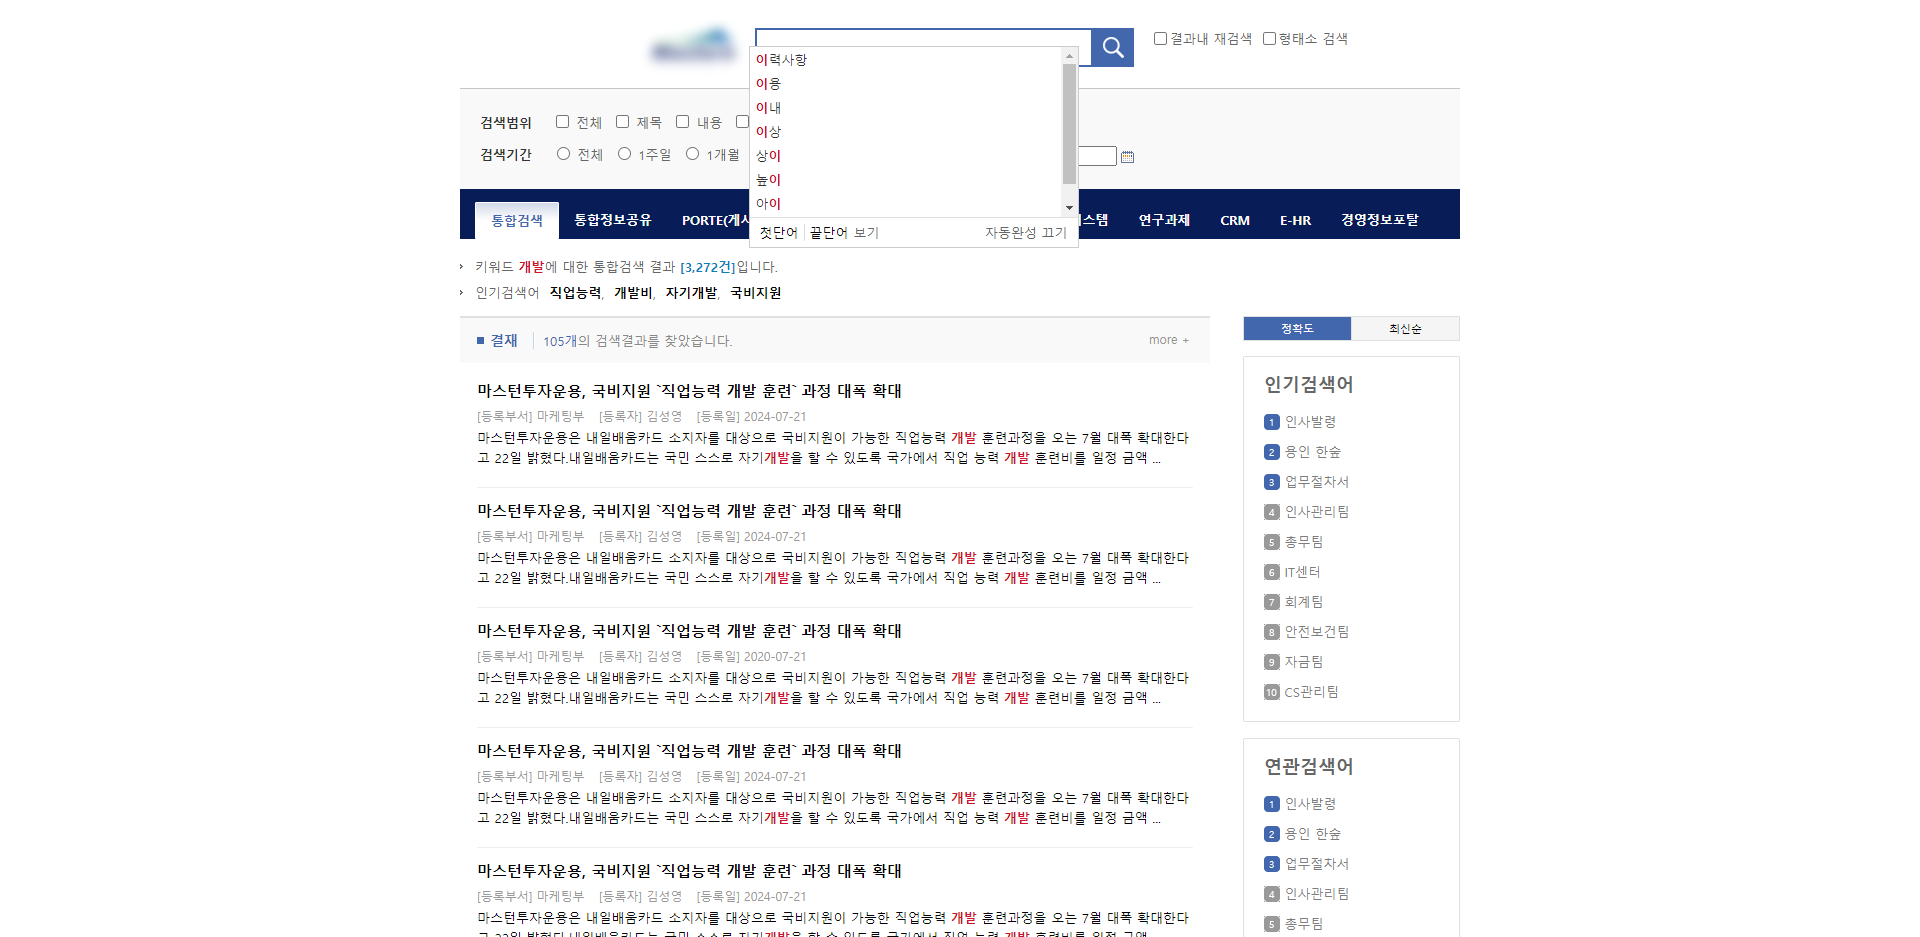 결과내 재검색 형태소 검색
이력사항
이용
이내
이상
상이
높이
아이
첫단어 끝단어 보기 자동완성 끄기
검색범위 전체 제목 내용
검색기간 전체 1주일 1개월
통합검색 통합정보공유 PORTE(게시 스템 연구과제 CRM E-HR 경영정보포탈
키워드 개발에 대한 통합검색 결과 [3,272건]입니다.
인기검색어 직업능력, 개발비, 자기개발, 국비지원
결재 105개의 검색결과를 찾았습니다. more +
마스턴투자운용, 국비지원 `직업능력 개발 훈련` 과정 대폭 확대
[등록부서] 마케팅부 [등록자] 김성영 [등록일] 2024-07-21
마스턴투자운용은 내일배움카드 소지자를 대상으로 국비지원이 가능한 직업능력 개발 훈련과정을 오는 7월 대폭 확대한다
고 22일 밝혔다.내일배움카드는 국민 스스로 자기개발을 할 수 있도록 국가에서 직업 능력 개발 훈련비를 일정 금액 ...
마스턴투자운용, 국비지원 `직업능력 개발 훈련` 과정 대폭 확대
[등록부서] 마케팅부 [등록자] 김성영 [등록일] 2024-07-21
마스턴투자운용은 내일배움카드 소지자를 대상으로 국비지원이 가능한 직업능력 개발 훈련과정을 오는 7월 대폭 확대한다
고 22일 밝혔다.내일배움카드는 국민 스스로 자기개발을 할 수 있도록 국가에서 직업 능력 개발 훈련비를 일정 금액 ...
마스턴투자운용, 국비지원 `직업능력 개발 훈련` 과정 대폭 확대
[등록부서] 마케팅부 [등록자] 김성영 [등록일] 2020-07-21
마스턴투자운용은 내일배움카드 소지자를 대상으로 국비지원이 가능한 직업능력 개발 훈련과정을 오는 7월 대폭 확대한다
고 22일 밝혔다.내일배움카드는 국민 스스로 자기개발을 할 수 있도록 국가에서 직업 능력 개발 훈련비를 일정 금액 ...
마스턴투자운용, 국비지원 `직업능력 개발 훈련` 과정 대폭 확대
[등록부서] 마케팅부 [등록자] 김성영 [등록일] 2024-07-21
마스턴투자운용은 내일배움카드 소지자를 대상으로 국비지원이 가능한 직업능력 개발 훈련과정을 오는 7월 대폭 확대한다
고 22일 밝혔다.내일배움카드는 국민 스스로 자기개발을 할 수 있도록 국가에서 직업 능력 개발 훈련비를 일정 금액 ...
마스턴투자운용, 국비지원 `직업능력 개발 훈련` 과정 대폭 확대
[등록부서] 마케팅부 [등록자] 김성영 [등록일] 2024-07-21
마스턴투자운용은 내일배움카드 소지자를 대상으로 국비지원이 가능한 직업능력 개발 훈련과정을 오는 7월 대폭 확대한다
고 22일 밝혔다.내일배움카드는 국민 스스로 자기개발을 할 수 있도록 국가에서 직업 능력 개발 훈련비를 일정 금액 ...
정확도 최신순
인기검색어
1 인사발령
2 용인 한숲
3 업무절차서
4 인사관리팀
5 총무팀
6 IT센터
7 회계팀
8 안전보건팀
9 자금팀
10 CS관리팀
연관검색어
1 인사발령
2 용인 한숲
3 업무절차서
4 인사관리팀
5 총무팀